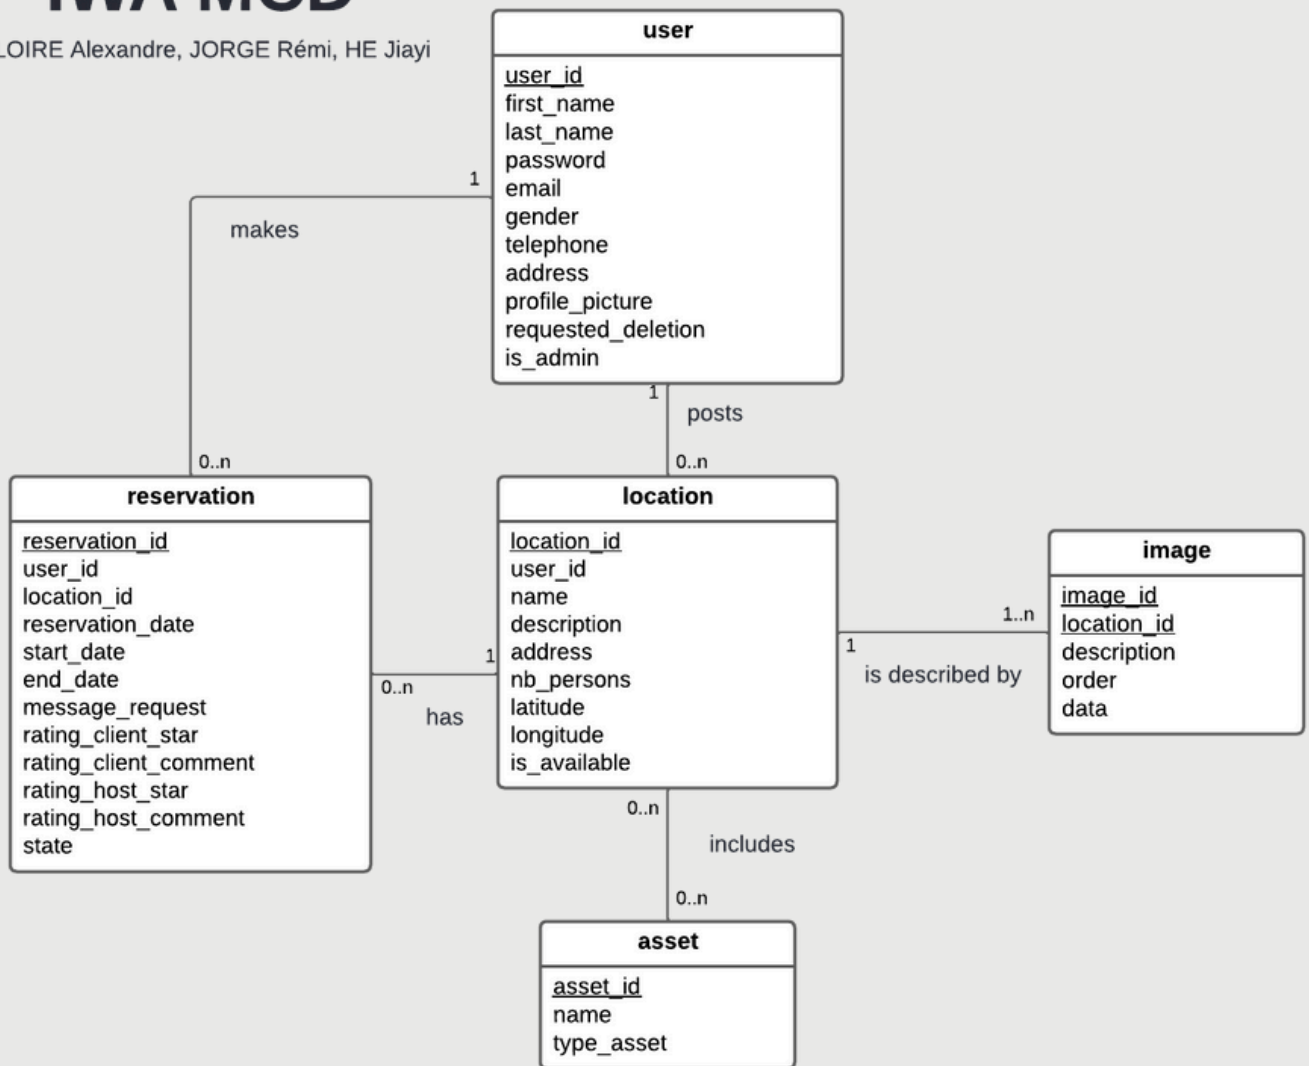 IWA MCD
LOIRE Alexandre, JORGE Rémi, HE Jiayi
user
user_id
first_name
last_name
password
email
gender
telephone
address
profile_picture
requested_deletion
is_admin
1
makes
0..n
1
posts
0..n
reservation
reservation_id
user_id
location_id
reservation_date
start_date
end_date
message_request
rating_client_star
rating_client_comment
rating_host_star
rating_host_comment
state
1
0..n
has
location
location_id
user_id
name
description
address
nb_persons
latitude
longitude
is_available
1..n
1
is described by
image
image_id
location_id
description
order
data
0..n
includes
0..n
asset
asset_id
name
type_asset